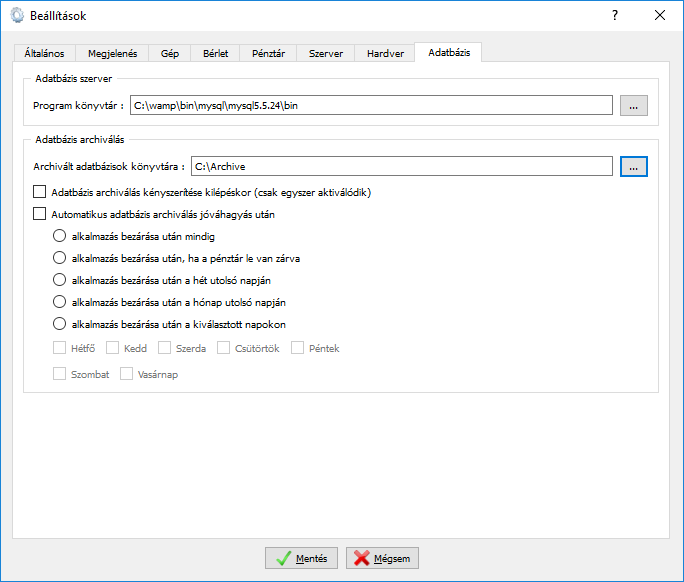 Beállítások
?
Általános Megjelenés Gép Bérlet Pénztár Szerver Hardver Adatbázis
Adatbázis szerver
Program könyvtár : C:\wamp\bin\mysql\mysql5.5.24\bin ...
Adatbázis archiválás
Archivált adatbázisok könyvtára : C:\Archive ...
Adatbázis archiválás kényszerítése kilépéskor (csak egyszer aktiválódik)
Automatikus adatbázis archiválás jóváhagyás után
alkalmazás bezárása után mindig
alkalmazás bezárása után, ha a pénztár le van zárva
alkalmazás bezárása után a hét utolsó napján
alkalmazás bezárása után a hónap utolsó napján
alkalmazás bezárása után a kiválasztott napokon
Hétfő Kedd Szerda Csütörtök Péntek
Szombat Vasárnap
Mentés Mégsem